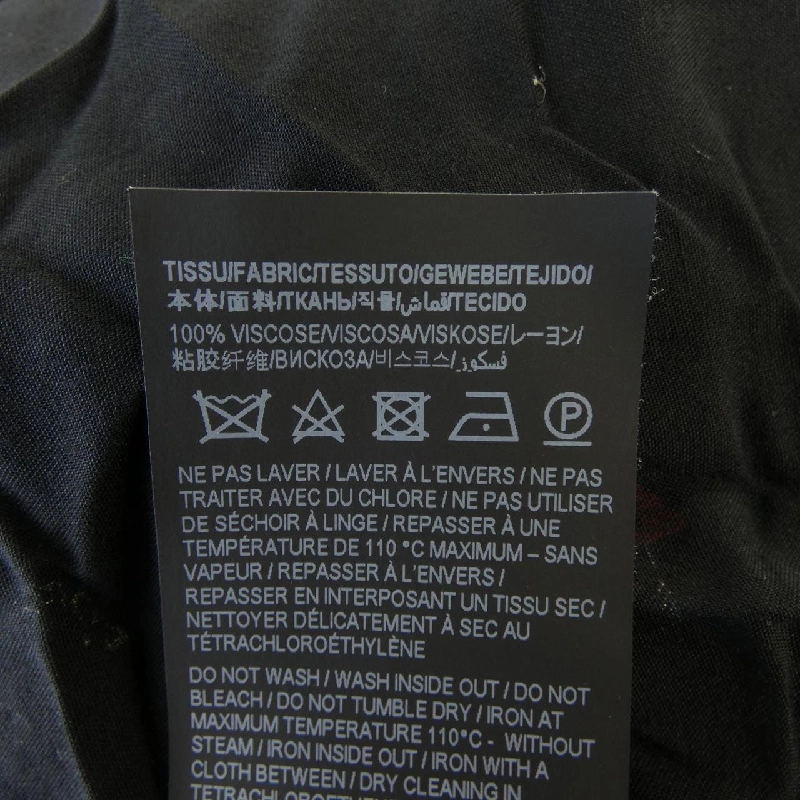 TISSU/FABRIC/TESSUTO/GEWEBE/TEJIDO/
本体/面料/ТКАНЬ/직물/قماش/TECIDO
100% VISCOSE/VISCOSA/VISKOSE/レーヨン/
粘胶纤维/ВИСКОЗА/비스코스/فسكوز
P
NE PAS LAVER / LAVER À L'ENVERS / NE PAS
TRAITER AVEC DU CHLORE / NE PAS UTILISER
DE SÉCHOIR À LINGE / REPASSER À UNE
TEMPÉRATURE DE 110 °C MAXIMUM – SANS
VAPEUR / REPASSER À L'ENVERS /
REPASSER EN INTERPOSANT UN TISSU SEC /
NETTOYER DÉLICATEMENT À SEC AU
TÉTRACHLOROÉTHYLÈNE
DO NOT WASH / WASH INSIDE OUT / DO NOT
BLEACH / DO NOT TUMBLE DRY / IRON AT
MAXIMUM TEMPERATURE 110°C - WITHOUT
STEAM / IRON INSIDE OUT / IRON WITH A
CLOTH BETWEEN / DRY CLEANING IN